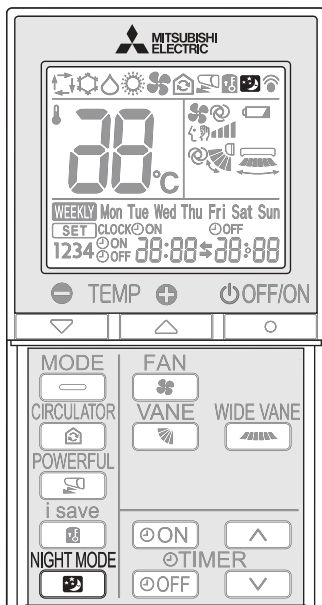 MITSUBISHI
ELECTRIC
88°C
WEEKLY Mon Tue Wed Thu Fri Sat Sun
SET CLOCK ON OFF
1234 ON OFF 88:88 88:88
TEMP OFF/ON
MODE FAN
CIRCULATOR VANE WIDE VANE
POWERFUL
i save
ON
NIGHT MODE TIMER
OFF